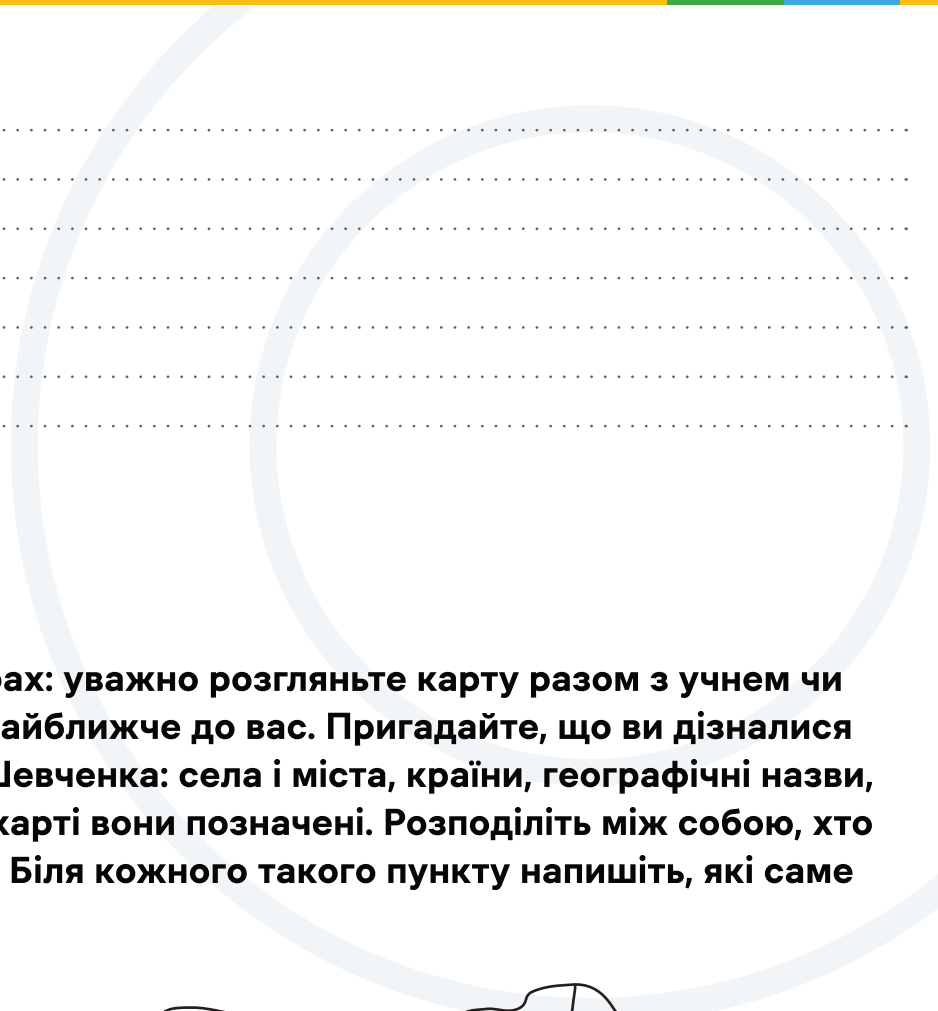 ах: уважно розгляньте карту разом з учнем чи
айближче до вас. Пригадайте, що ви дізналися
Шевченка: села і міста, країни, географічні назви,
карті вони позначені. Розподіліть між собою, хто
Біля кожного такого пункту напишіть, які саме